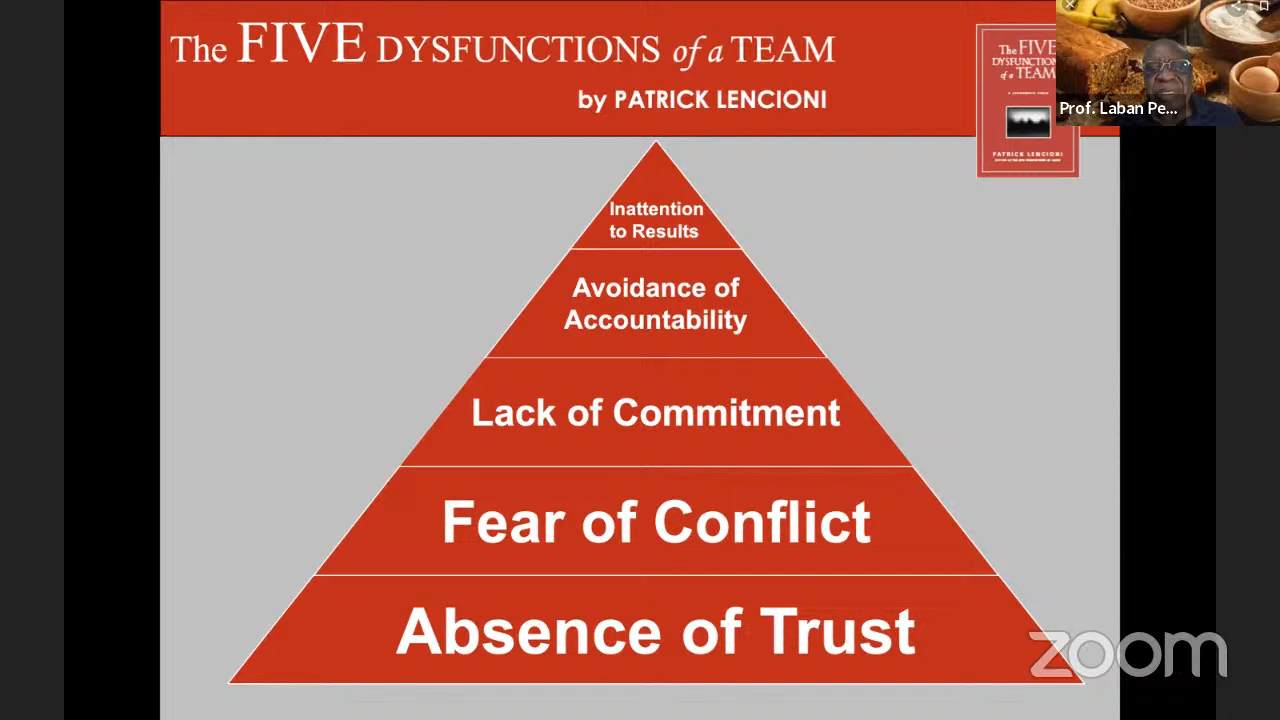 The FIVE DYSFUNCTIONS of a TEAM
by PATRICK LENCIONI
The FIVE
DYSFUNCTIONS
of a TEAM
PATRICK LENCIONI
Prof. Laban Pe...
Inattention
to Results
Avoidance of
Accountability
Lack of Commitment
Fear of Conflict
Absence of Trust
zoom